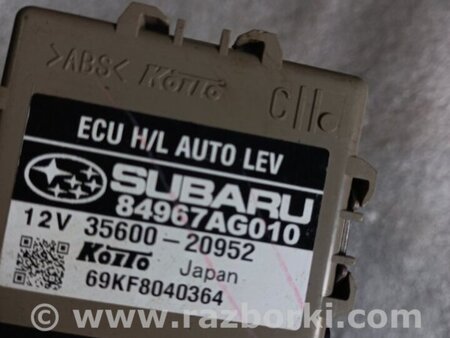 >ABS< KOITO
C
ECU H/L AUTO LEV
SUBARU
84967AG010
12V 35600-20952
KOITO Japan
69KF8040364
www.razborki.com